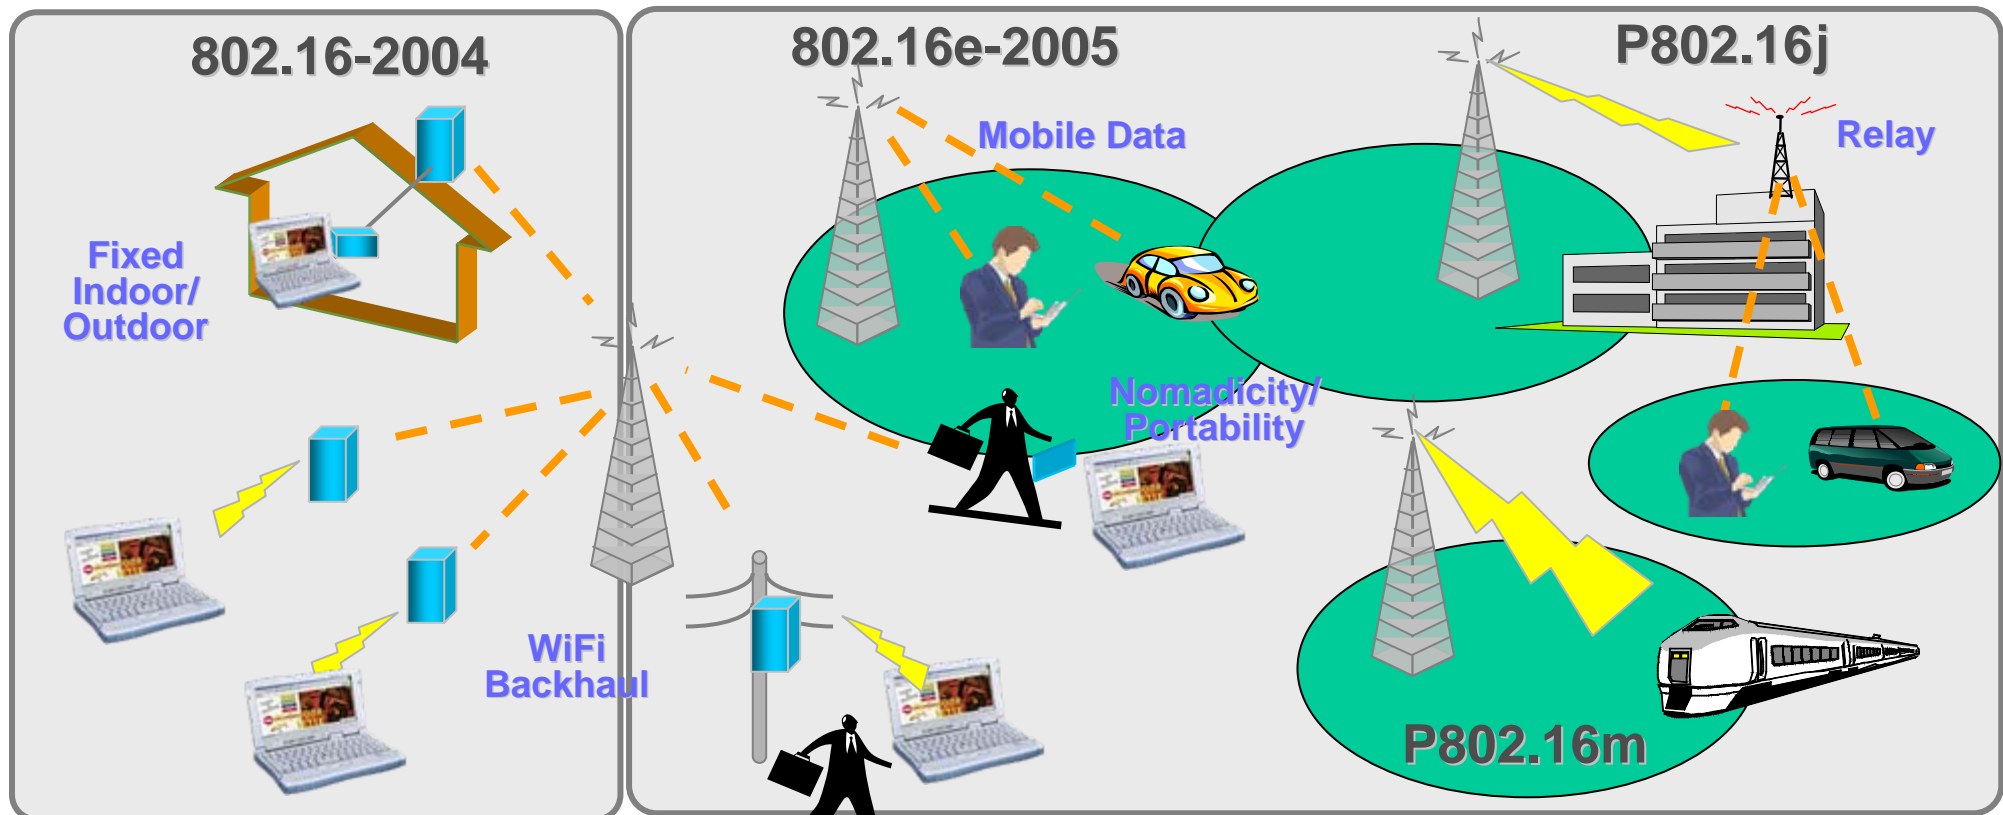 802.16-2004
802.16e-2005
P802.16j
Mobile Data
Relay
Fixed
Indoor/
Outdoor
Nomadicity/
Portability
WiFi
Backhaul
P802.16m